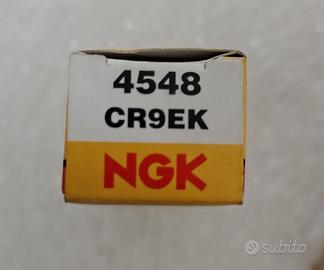 4548
CR9EK
NGK
subito